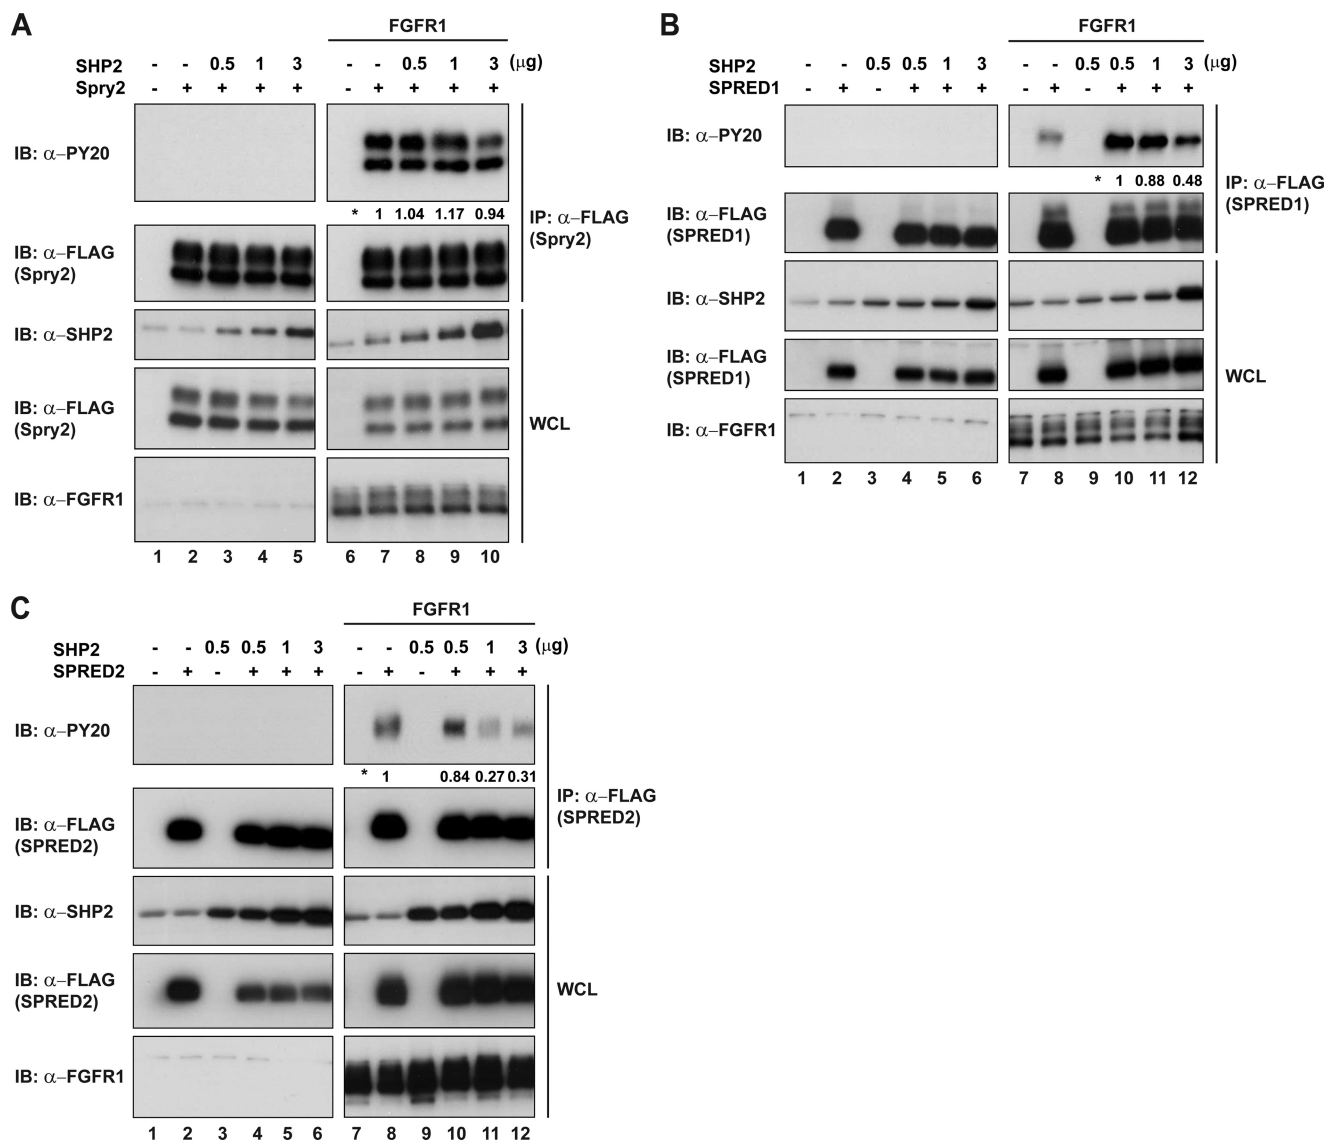 A
FGFR1
SHP2 - - 0.5 1 3 - - 0.5 1 3 (μg)
Spry2 - + + + + - + + + +
IB: α–PY20
* 1 1.04 1.17 0.94
IP: α–FLAG
(Spry2)
IB: α–FLAG
(Spry2)
IB: α–SHP2
IB: α–FLAG
(Spry2)
WCL
IB: α–FGFR1
1 2 3 4 5 6 7 8 9 10
B
FGFR1
SHP2 - - 0.5 0.5 1 3 - - 0.5 0.5 1 3 (μg)
SPRED1 - + - + + + - + - + + +
IB: α–PY20
* 1 0.88 0.48
IP: α–FLAG
(SPRED1)
IB: α–FLAG
(SPRED1)
IB: α–SHP2
IB: α–FLAG
(SPRED1)
WCL
IB: α–FGFR1
1 2 3 4 5 6 7 8 9 10 11 12
C
FGFR1
SHP2 - - 0.5 0.5 1 3 - - 0.5 0.5 1 3 (μg)
SPRED2 - + - + + + - + - + + +
IB: α–PY20
* 1 0.84 0.27 0.31
IP: α–FLAG
(SPRED2)
IB: α–FLAG
(SPRED2)
IB: α–SHP2
IB: α–FLAG
(SPRED2)
WCL
IB: α–FGFR1
1 2 3 4 5 6 7 8 9 10 11 12